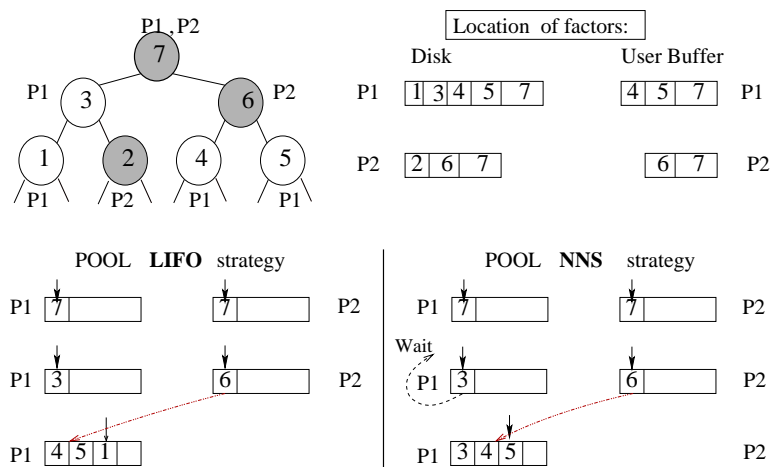 P1 ,P2
7
P1 3 6 P2
1 2 4 5
P1 P2 P1 P1
Location of factors:
Disk User Buffer
P1 1 3 4 5 7 4 5 7 P1
P2 2 6 7 6 7 P2
POOL LIFO strategy
P1 7 7 P2
P1 3 6 P2
P1 4 5 1
POOL NNS strategy
P1 7 7 P2
Wait
P1 3 6 P2
P1 3 4 5 P2